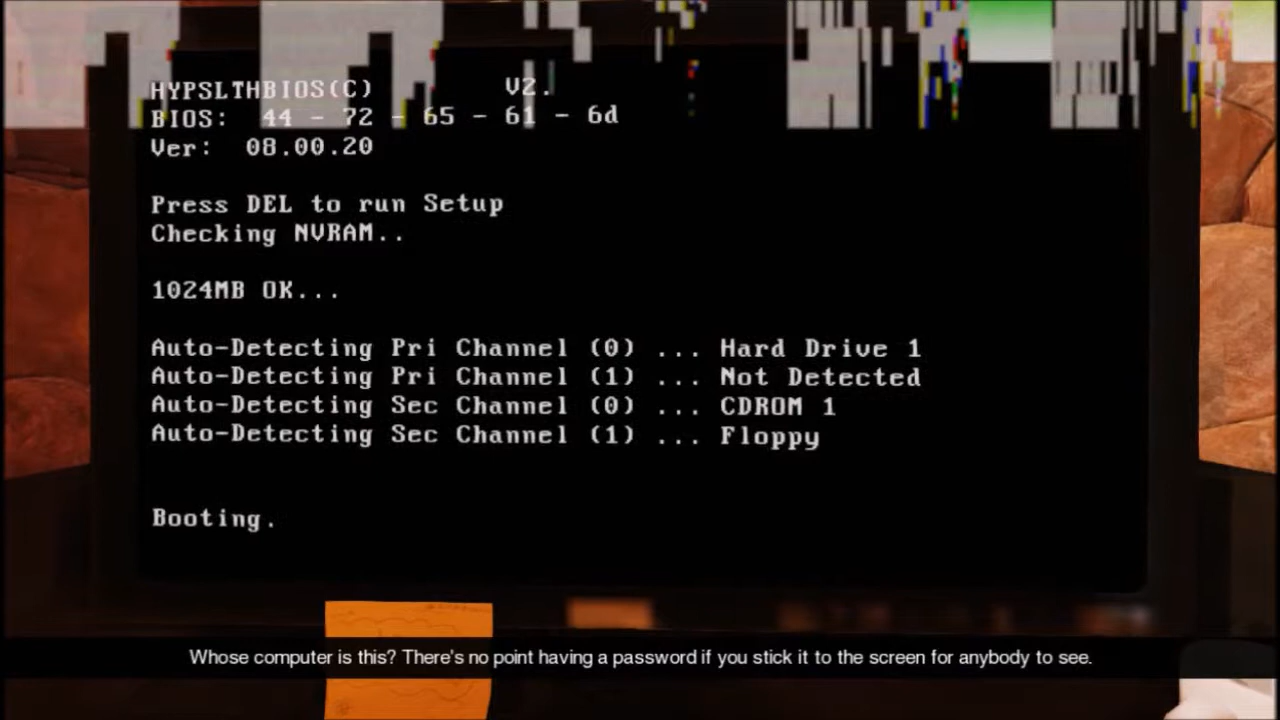 HYPSLTHBIOS(C) V2.
BIOS: 44 - 72 - 65 - 61 - 6d
Ver: 08.00.20
Press DEL to run Setup
Checking NVRAM..
1024MB OK...
Auto-Detecting Pri Channel (0) ... Hard Drive 1
Auto-Detecting Pri Channel (1) ... Not Detected
Auto-Detecting Sec Channel (0) ... CDROM 1
Auto-Detecting Sec Channel (1) ... Floppy
Booting.
Whose computer is this? There's no point having a password if you stick it to the screen for anybody to see.